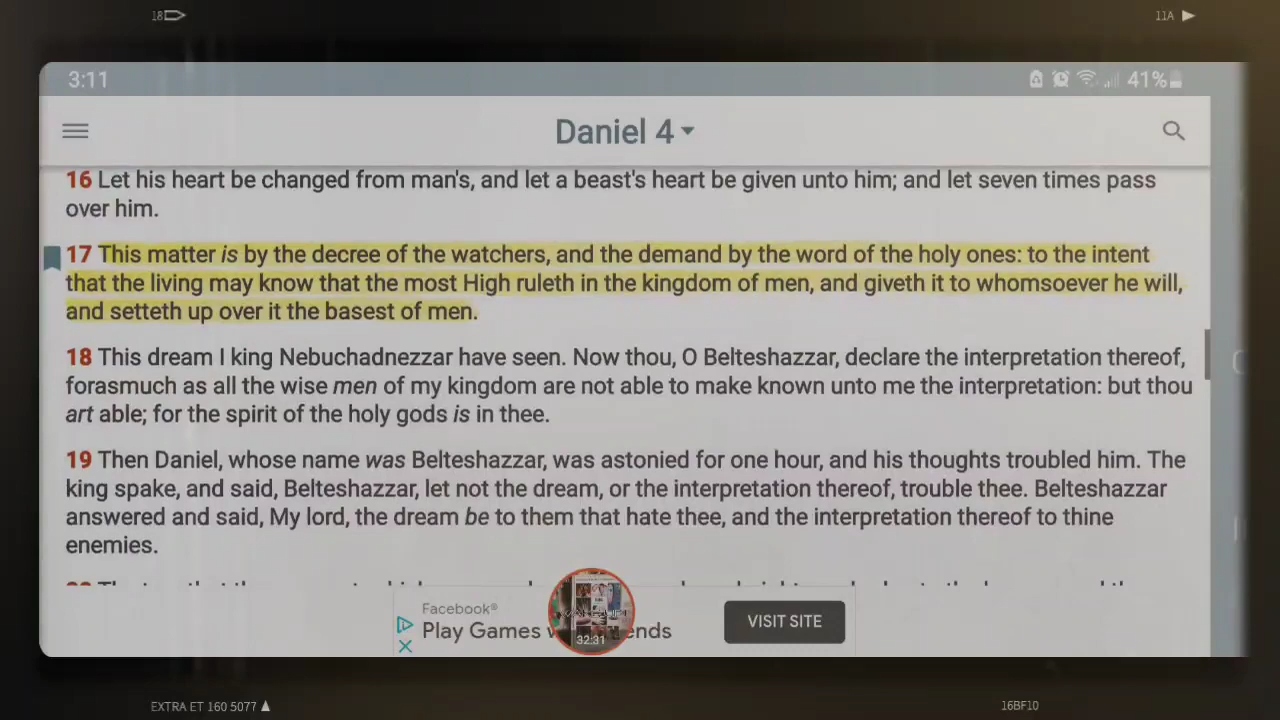 18
11A
3:11
41%
Daniel 4
16 Let his heart be changed from man's, and let a beast's heart be given unto him; and let seven times pass
over him.
17 This matter is by the decree of the watchers, and the demand by the word of the holy ones: to the intent
that the living may know that the most High ruleth in the kingdom of men, and giveth it to whomsoever he will,
and setteth up over it the basest of men.
18 This dream I king Nebuchadnezzar have seen. Now thou, O Belteshazzar, declare the interpretation thereof,
forasmuch as all the wise men of my kingdom are not able to make known unto me the interpretation: but thou
art able; for the spirit of the holy gods is in thee.
19 Then Daniel, whose name was Belteshazzar, was astonied for one hour, and his thoughts troubled him. The
king spake, and said, Belteshazzar, let not the dream, or the interpretation thereof, trouble thee. Belteshazzar
answered and said, My lord, the dream be to them that hate thee, and the interpretation thereof to thine
enemies.
Facebook®
Play Games
32:31
VISIT SITE
EXTRA ET 160 5077
16BF10